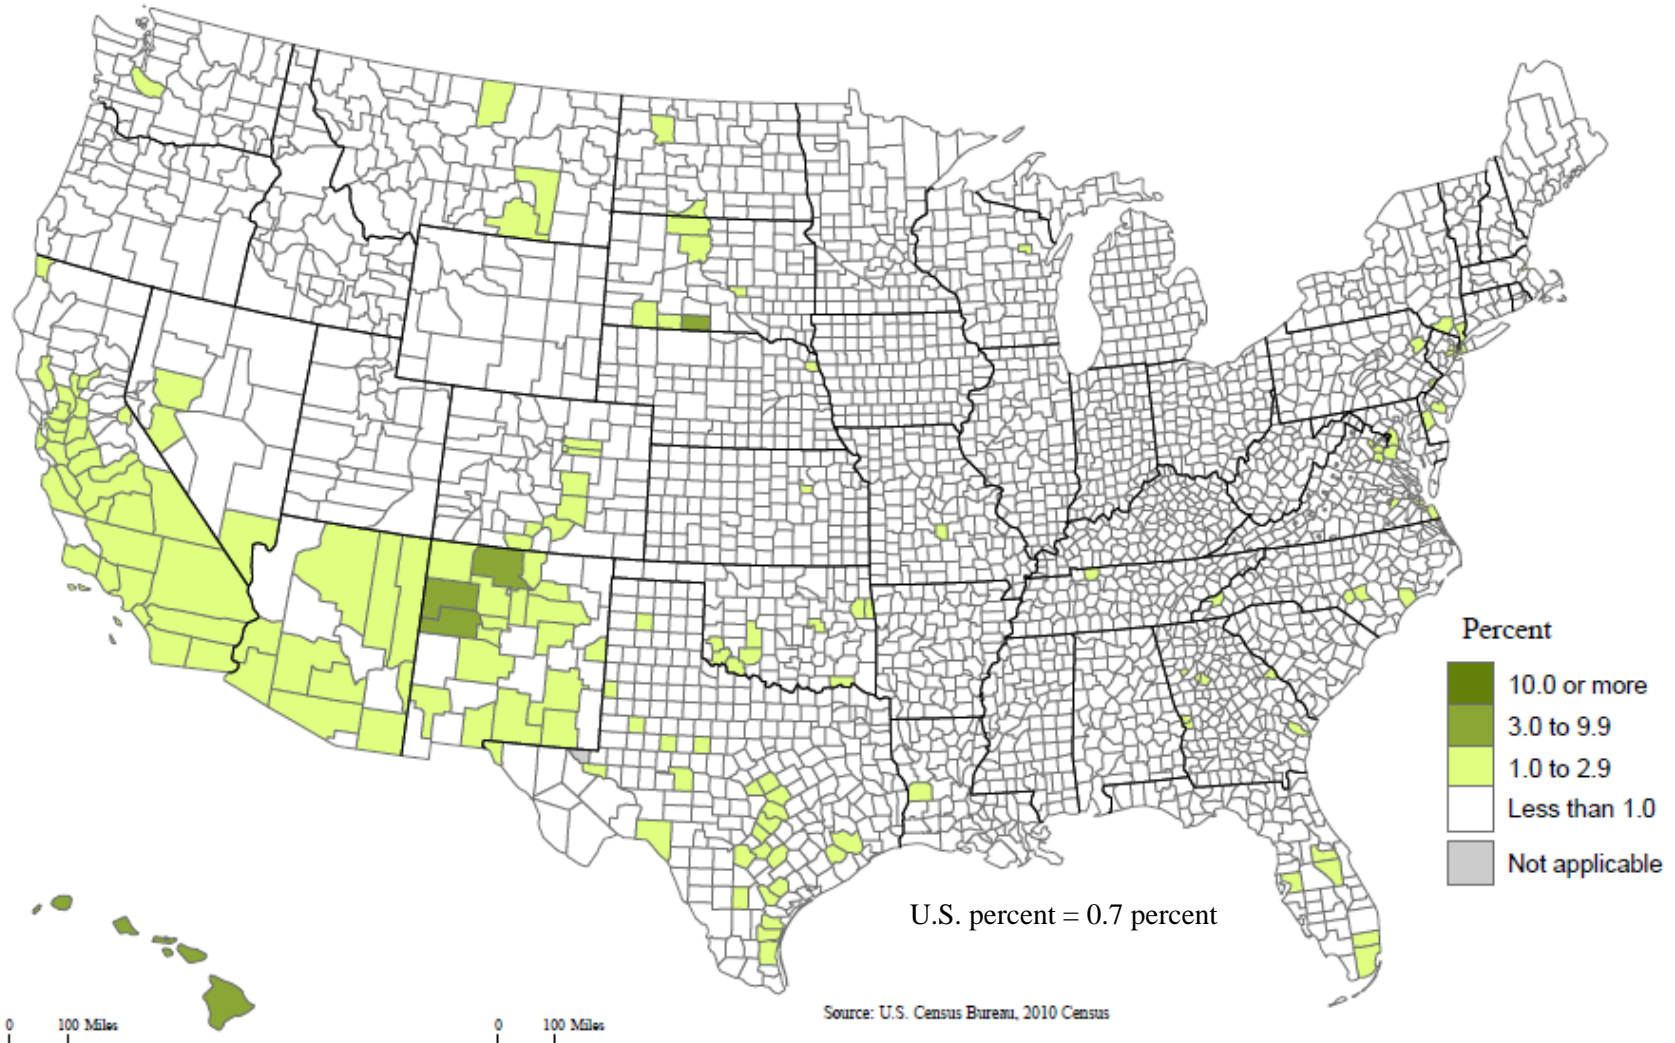 Percent
10.0 or more
3.0 to 9.9
1.0 to 2.9
Less than 1.0
Not applicable
U.S. percent = 0.7 percent
Source: U.S. Census Bureau, 2010 Census
0 100 Miles
0 100 Miles